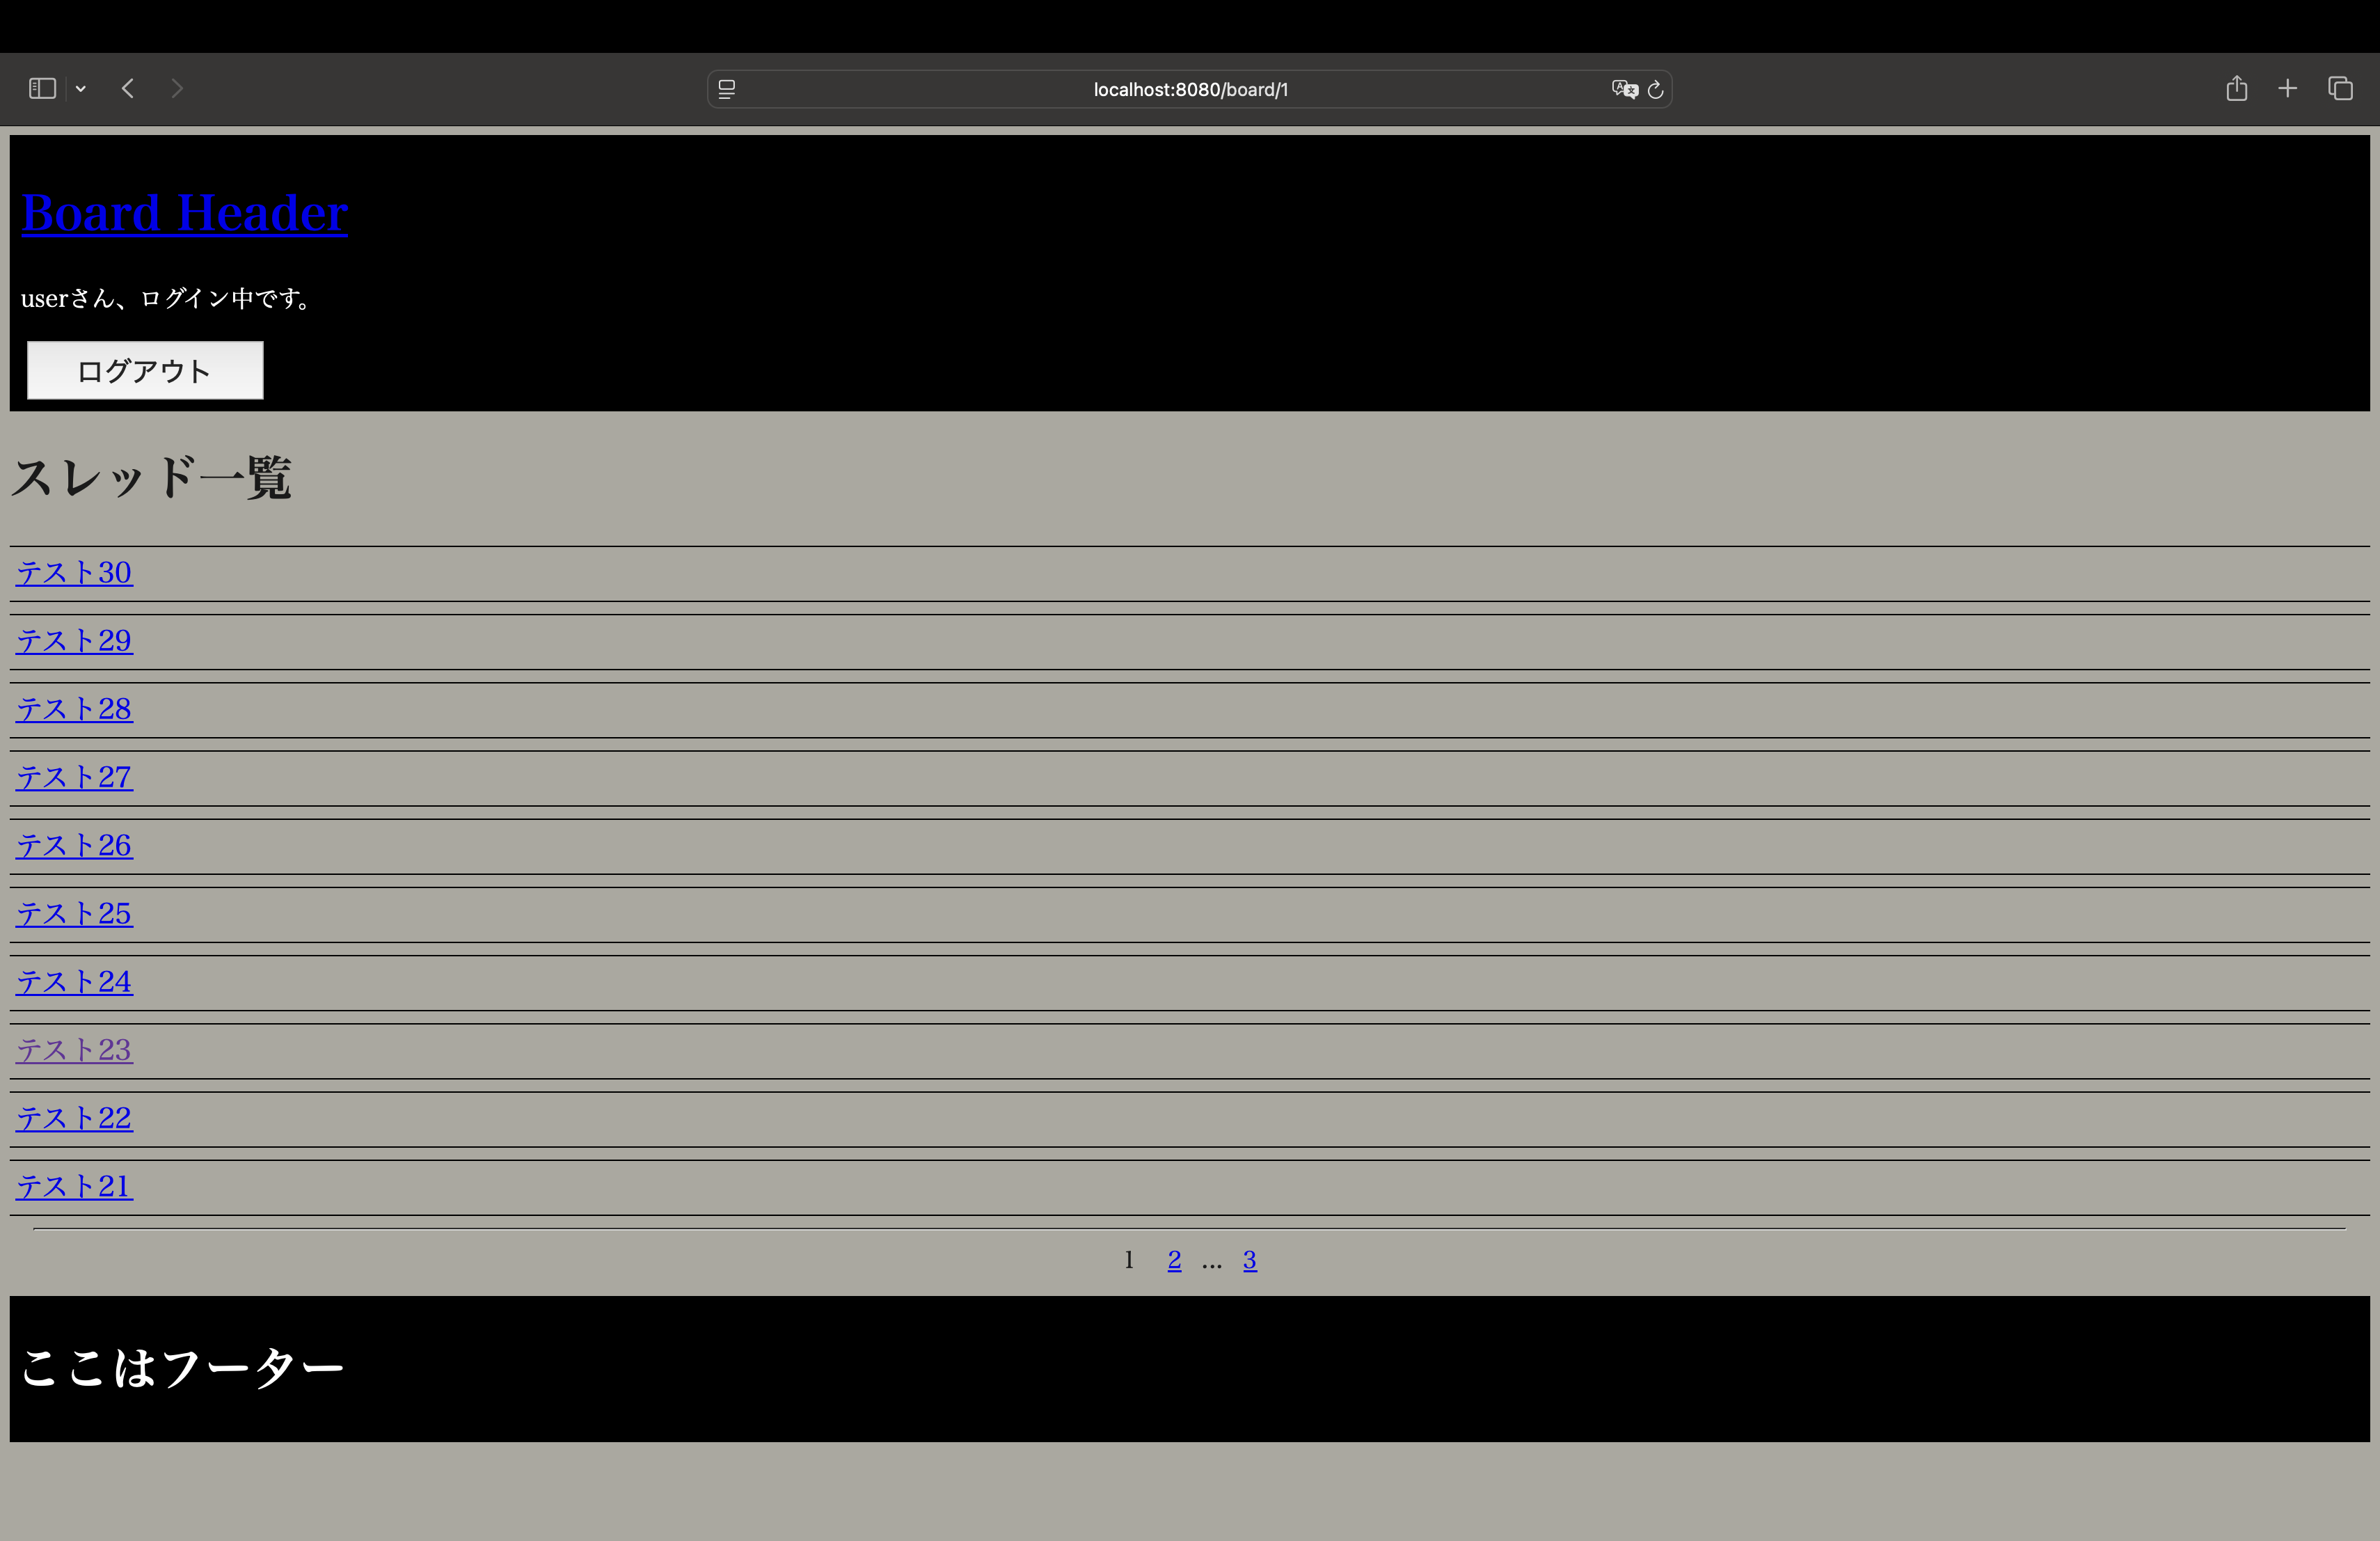 localhost:8080/board/1
Board Header
userさん、ログイン中です。
ログアウト
スレッド一覧
テスト30
テスト29
テスト28
テスト27
テスト26
テスト25
テスト24
テスト23
テスト22
テスト21
1 2 ... 3
ここはフーター